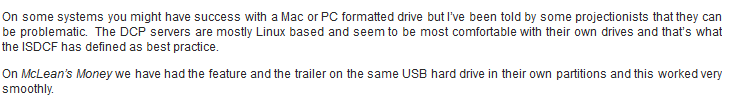 On some systems you might have success with a Mac or PC formatted drive but I've been told by some projectionists that they can
be problematic.  The DCP servers are mostly Linux based and seem to be most comfortable with their own drives and that's what
the ISDCF has defined as best practice.
On McLean's Money we have had the feature and the trailer on the same USB hard drive in their own partitions and this worked very
smoothly.